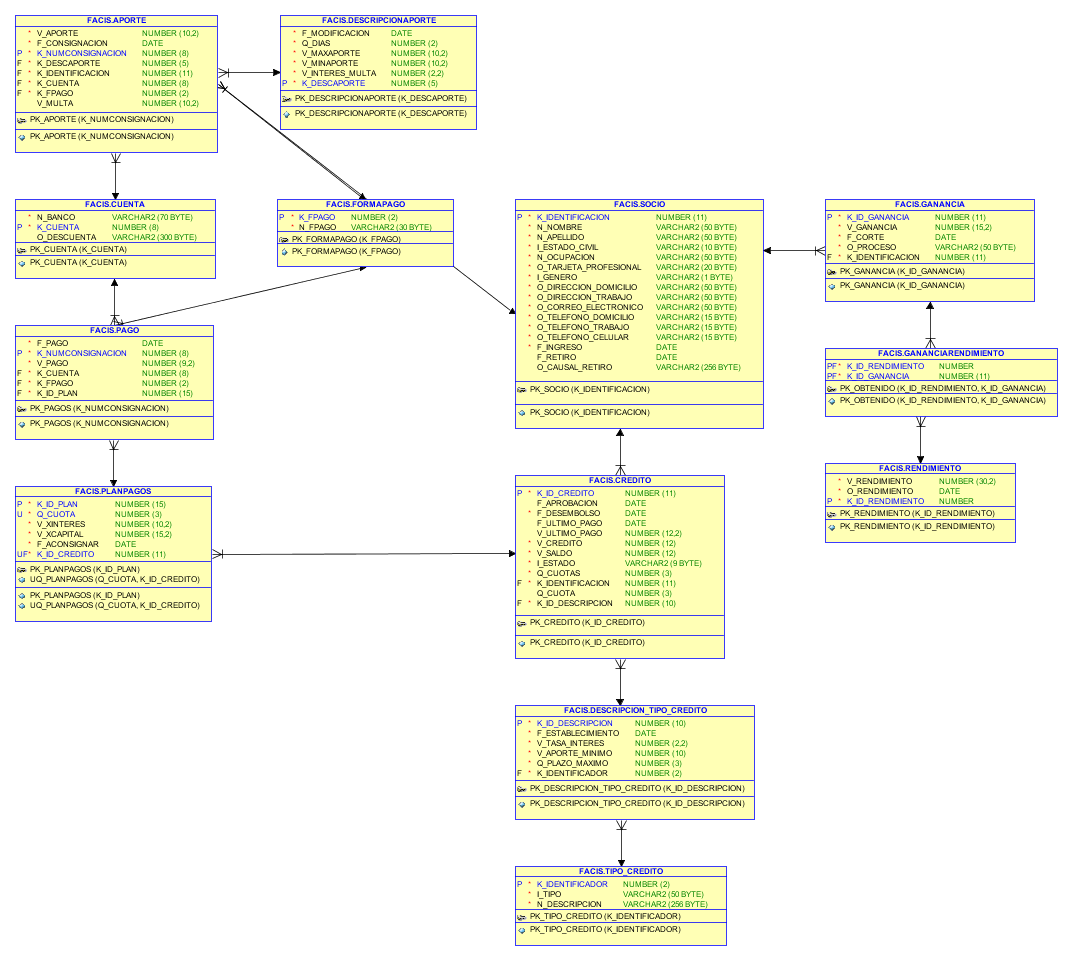 FACIS.APORTE
* V_APORTE NUMBER (10,2)
* F_CONSIGNACION DATE
P * K_NUMCONSIGNACION NUMBER (8)
F * K_DESCAPORTE NUMBER (5)
F * K_IDENTIFICACION NUMBER (11)
F * K_CUENTA NUMBER (8)
F * K_FPAGO NUMBER (2)
V_MULTA NUMBER (10,2)
PK_APORTE (K_NUMCONSIGNACION)
PK_APORTE (K_NUMCONSIGNACION)
FACIS.DESCRIPCIONAPORTE
* F_MODIFICACION DATE
* Q_DIAS NUMBER (2)
* V_MAXAPORTE NUMBER (10,2)
* V_MINAPORTE NUMBER (10,2)
* V_INTERES_MULTA NUMBER (2,2)
P * K_DESCAPORTE NUMBER (5)
PK_DESCRIPCIONAPORTE (K_DESCAPORTE)
PK_DESCRIPCIONAPORTE (K_DESCAPORTE)
FACIS.CUENTA
* N_BANCO VARCHAR2 (70 BYTE)
P * K_CUENTA NUMBER (8)
O_DESCUENTA VARCHAR2 (300 BYTE)
PK_CUENTA (K_CUENTA)
PK_CUENTA (K_CUENTA)
FACIS.FORMAPAGO
P * K_FPAGO NUMBER (2)
* N_FPAGO VARCHAR2 (30 BYTE)
PK_FORMAPAGO (K_FPAGO)
PK_FORMAPAGO (K_FPAGO)
FACIS.SOCIO
P * K_IDENTIFICACION NUMBER (11)
* N_NOMBRE VARCHAR2 (50 BYTE)
* N_APELLIDO VARCHAR2 (50 BYTE)
* I_ESTADO_CIVIL VARCHAR2 (10 BYTE)
* N_OCUPACION VARCHAR2 (50 BYTE)
* O_TARJETA_PROFESIONAL VARCHAR2 (20 BYTE)
* I_GENERO VARCHAR2 (1 BYTE)
* O_DIRECCION_DOMICILIO VARCHAR2 (50 BYTE)
* O_DIRECCION_TRABAJO VARCHAR2 (50 BYTE)
* O_CORREO_ELECTRONICO VARCHAR2 (50 BYTE)
* O_TELEFONO_DOMICILIO VARCHAR2 (15 BYTE)
* O_TELEFONO_TRABAJO VARCHAR2 (15 BYTE)
* O_TELEFONO_CELULAR VARCHAR2 (15 BYTE)
* F_INGRESO DATE
F_RETIRO DATE
O_CAUSAL_RETIRO VARCHAR2 (256 BYTE)
PK_SOCIO (K_IDENTIFICACION)
PK_SOCIO (K_IDENTIFICACION)
FACIS.GANANCIA
P * K_ID_GANANCIA NUMBER (11)
* V_GANANCIA NUMBER (15,2)
* F_CORTE DATE
* O_PROCESO VARCHAR2 (50 BYTE)
F * K_IDENTIFICACION NUMBER (11)
PK_GANANCIA (K_ID_GANANCIA)
PK_GANANCIA (K_ID_GANANCIA)
FACIS.PAGO
* F_PAGO DATE
P * K_NUMCONSIGNACION NUMBER (8)
* V_PAGO NUMBER (9,2)
F * K_CUENTA NUMBER (8)
F * K_FPAGO NUMBER (2)
F * K_ID_PLAN NUMBER (15)
PK_PAGOS (K_NUMCONSIGNACION)
PK_PAGOS (K_NUMCONSIGNACION)
FACIS.GANANCIARENDIMIENTO
PF* K_ID_RENDIMIENTO NUMBER
PF* K_ID_GANANCIA NUMBER (11)
PK_OBTENIDO (K_ID_RENDIMIENTO, K_ID_GANANCIA)
PK_OBTENIDO (K_ID_RENDIMIENTO, K_ID_GANANCIA)
FACIS.RENDIMIENTO
* V_RENDIMIENTO NUMBER (30,2)
* O_RENDIMIENTO DATE
P * K_ID_RENDIMIENTO NUMBER
PK_RENDIMIENTO (K_ID_RENDIMIENTO)
PK_RENDIMIENTO (K_ID_RENDIMIENTO)
FACIS.PLANPAGOS
P * K_ID_PLAN NUMBER (15)
U * Q_CUOTA NUMBER (3)
* V_XINTERES NUMBER (10,2)
* V_XCAPITAL NUMBER (15,2)
* F_ACONSIGNAR DATE
UF* K_ID_CREDITO NUMBER (11)
PK_PLANPAGOS (K_ID_PLAN)
UQ_PLANPAGOS (Q_CUOTA, K_ID_CREDITO)
PK_PLANPAGOS (K_ID_PLAN)
UQ_PLANPAGOS (Q_CUOTA, K_ID_CREDITO)
FACIS.CREDITO
P * K_ID_CREDITO NUMBER (11)
F_APROBACION DATE
* F_DESEMBOLSO DATE
F_ULTIMO_PAGO DATE
V_ULTIMO_PAGO NUMBER (12,2)
* V_CREDITO NUMBER (12)
* V_SALDO NUMBER (12)
* I_ESTADO VARCHAR2 (9 BYTE)
* Q_CUOTAS NUMBER (3)
F * K_IDENTIFICACION NUMBER (11)
Q_CUOTA NUMBER (3)
F * K_ID_DESCRIPCION NUMBER (10)
PK_CREDITO (K_ID_CREDITO)
PK_CREDITO (K_ID_CREDITO)
FACIS.DESCRIPCION_TIPO_CREDITO
P * K_ID_DESCRIPCION NUMBER (10)
* F_ESTABLECIMIENTO DATE
* V_TASA_INTERES NUMBER (2,2)
* V_APORTE_MINIMO NUMBER (10)
* Q_PLAZO_MAXIMO NUMBER (3)
F * K_IDENTIFICADOR NUMBER (2)
PK_DESCRIPCION_TIPO_CREDITO (K_ID_DESCRIPCION)
PK_DESCRIPCION_TIPO_CREDITO (K_ID_DESCRIPCION)
FACIS.TIPO_CREDITO
P * K_IDENTIFICADOR NUMBER (2)
* I_TIPO VARCHAR2 (50 BYTE)
* N_DESCRIPCION VARCHAR2 (256 BYTE)
PK_TIPO_CREDITO (K_IDENTIFICADOR)
PK_TIPO_CREDITO (K_IDENTIFICADOR)